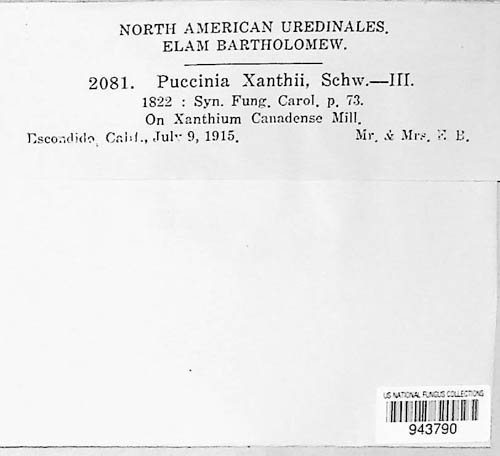 NORTH AMERICAN UREDINALES.
ELAM BARTHOLOMEW.
2081. Puccinia Xanthii, Schw.—III.
1822 : Syn. Fung. Carol. p. 73.
On Xanthium Canadense Mill.
Escondido, Calif., July 9, 1915. Mr. & Mrs. E. B.
US NATIONAL FUNGUS COLLECTIONS
943790